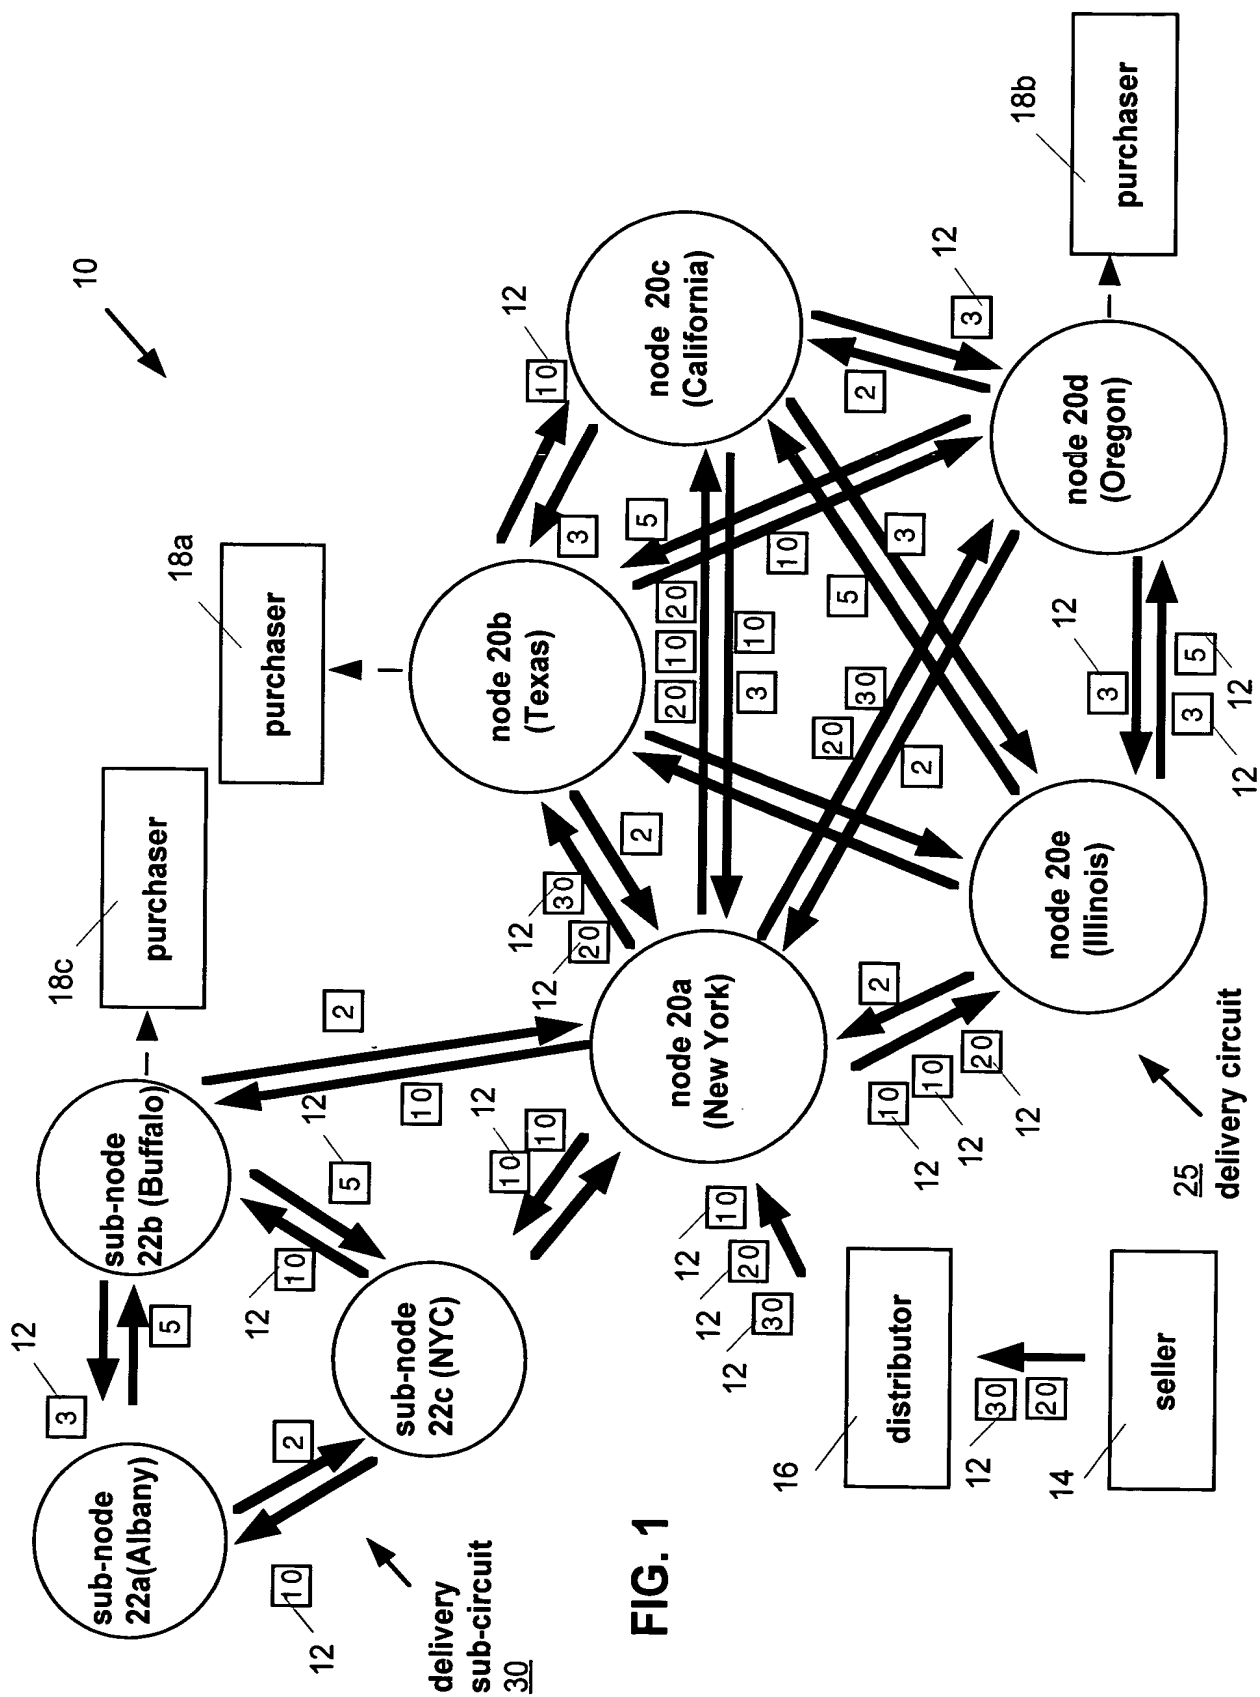 10
12
3
18c
sub-node
22a(Albany)
sub-node
22b (Buffalo)
purchaser
5
18a
12
10
purchaser
10
2
10
12
12
5
2
sub-node
22c (NYC)
10
delivery
sub-circuit
30
12
10
10
12
30
12
20
node 20b
(Texas)
12
10
3
2
5
FIG. 1
node 20c
(California)
20
10
20
node 20a
(New York)
12
10
12
20
12
30
3
10
16
10
20
30
5
2
2
distributor
10
12
10
12
20
12
2
3
12
3
12
30
20
18b
14
12
node 20e
(Illinois)
node 20d
(Oregon)
3
purchaser
seller
25
delivery circuit
3
5
12
12